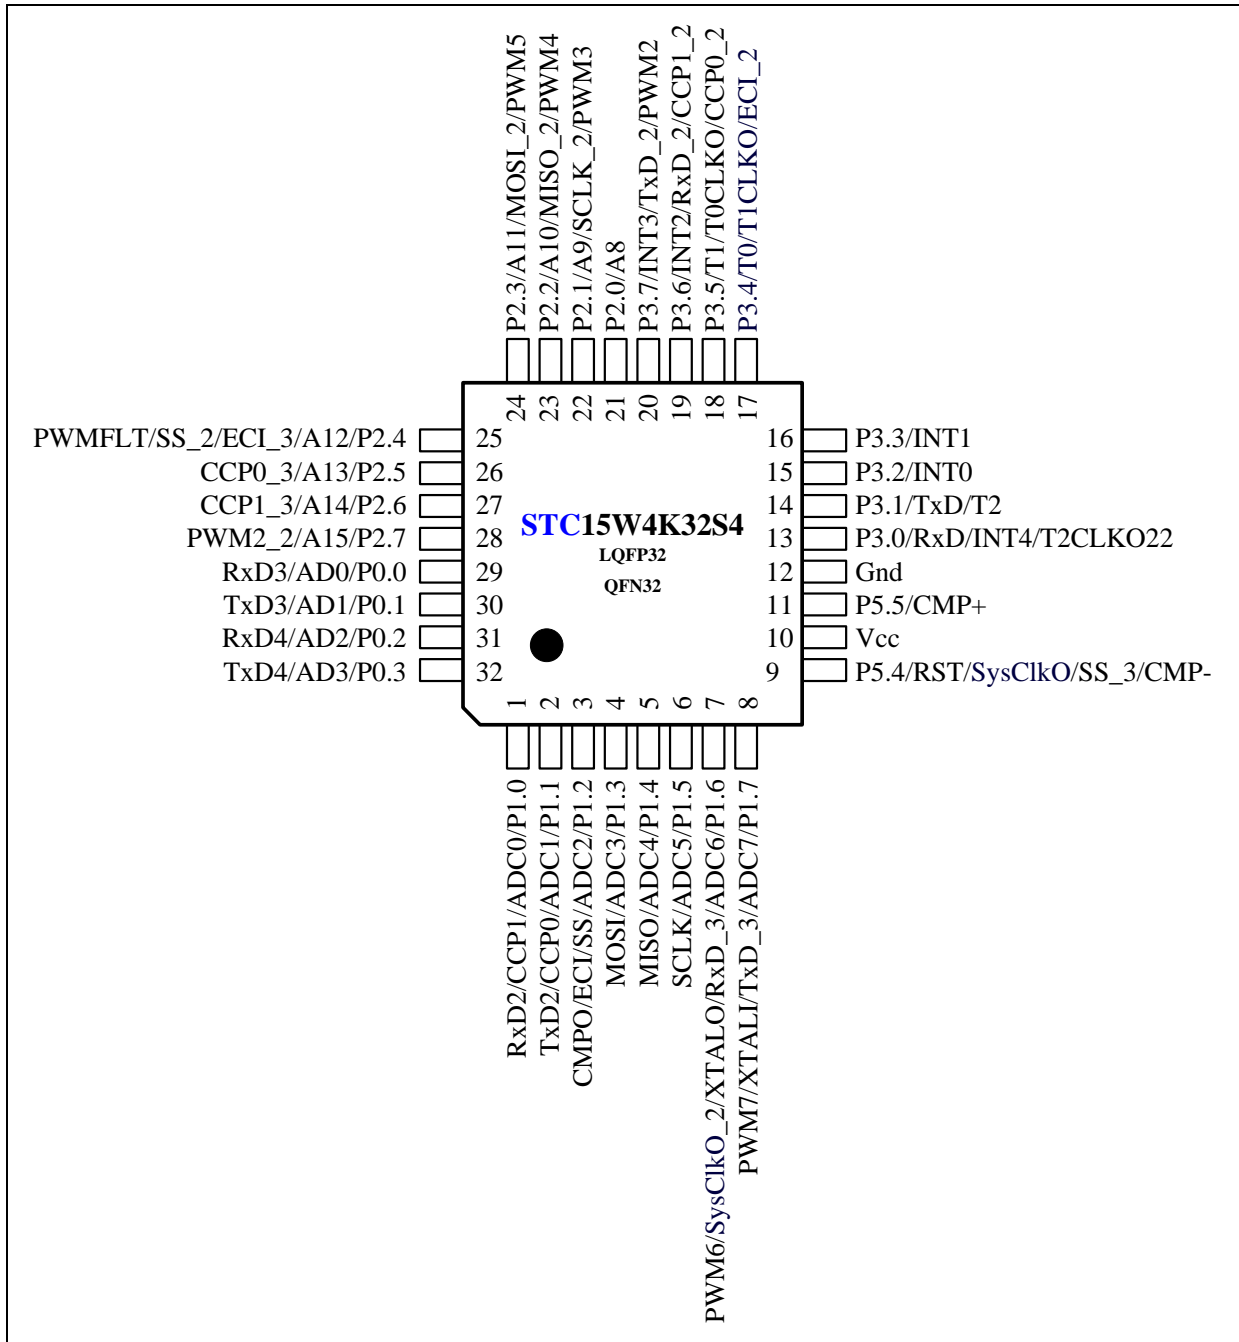 P2.3/A11/MOSI_2/PWM5
P2.2/A10/MISO_2/PWM4
P2.1/A9/SCLK_2/PWM3
P2.0/A8
P3.7/INT3/TxD_2/PWM2
P3.6/INT2/RxD_2/CCP1_2
P3.5/T1/T0CLKO/CCP0_2
P3.4/T0/T1CLKO/ECI_2
24
23
22
21
20
19
18
17
PWMFLT/SS_2/ECI_3/A12/P2.4
25
CCP0_3/A13/P2.5
26
CCP1_3/A14/P2.6
27
PWM2_2/A15/P2.7
28
RxD3/AD0/P0.0
29
TxD3/AD1/P0.1
30
RxD4/AD2/P0.2
31
TxD4/AD3/P0.3
32
STC15W4K32S4
LQFP32
QFN32
16
P3.3/INT1
15
P3.2/INT0
14
P3.1/TxD/T2
13
P3.0/RxD/INT4/T2CLKO22
12
Gnd
11
P5.5/CMP+
10
Vcc
9
P5.4/RST/SysClkO/SS_3/CMP-
1
2
3
4
5
6
7
8
RxD2/CCP1/ADC0/P1.0
TxD2/CCP0/ADC1/P1.1
CMPO/ECI/SS/ADC2/P1.2
MOSI/ADC3/P1.3
MISO/ADC4/P1.4
SCLK/ADC5/P1.5
PWM6/SysClkO_2/XTALO/RxD_3/ADC6/P1.6
PWM7/XTALI/TxD_3/ADC7/P1.7